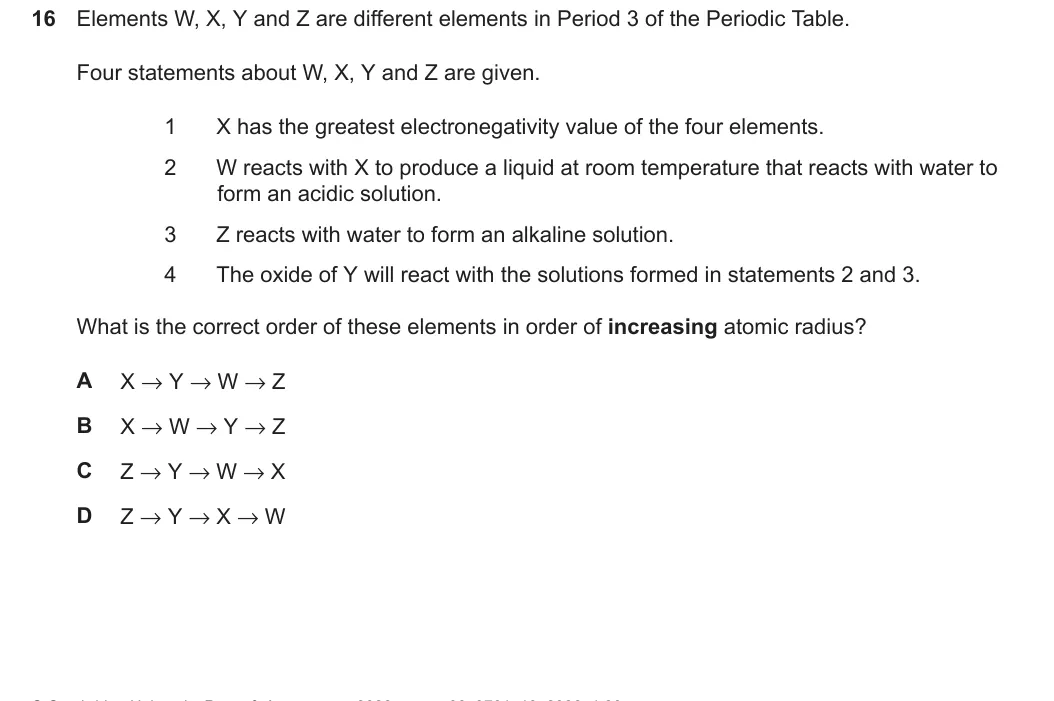 16 Elements W, X, Y and Z are different elements in Period 3 of the Periodic Table.
Four statements about W, X, Y and Z are given.
1 X has the greatest electronegativity value of the four elements.
2 W reacts with X to produce a liquid at room temperature that reacts with water to
form an acidic solution.
3 Z reacts with water to form an alkaline solution.
4 The oxide of Y will react with the solutions formed in statements 2 and 3.
What is the correct order of these elements in order of increasing atomic radius?
A X → Y → W → Z
B X → W → Y → Z
C Z → Y → W → X
D Z → Y → X → W